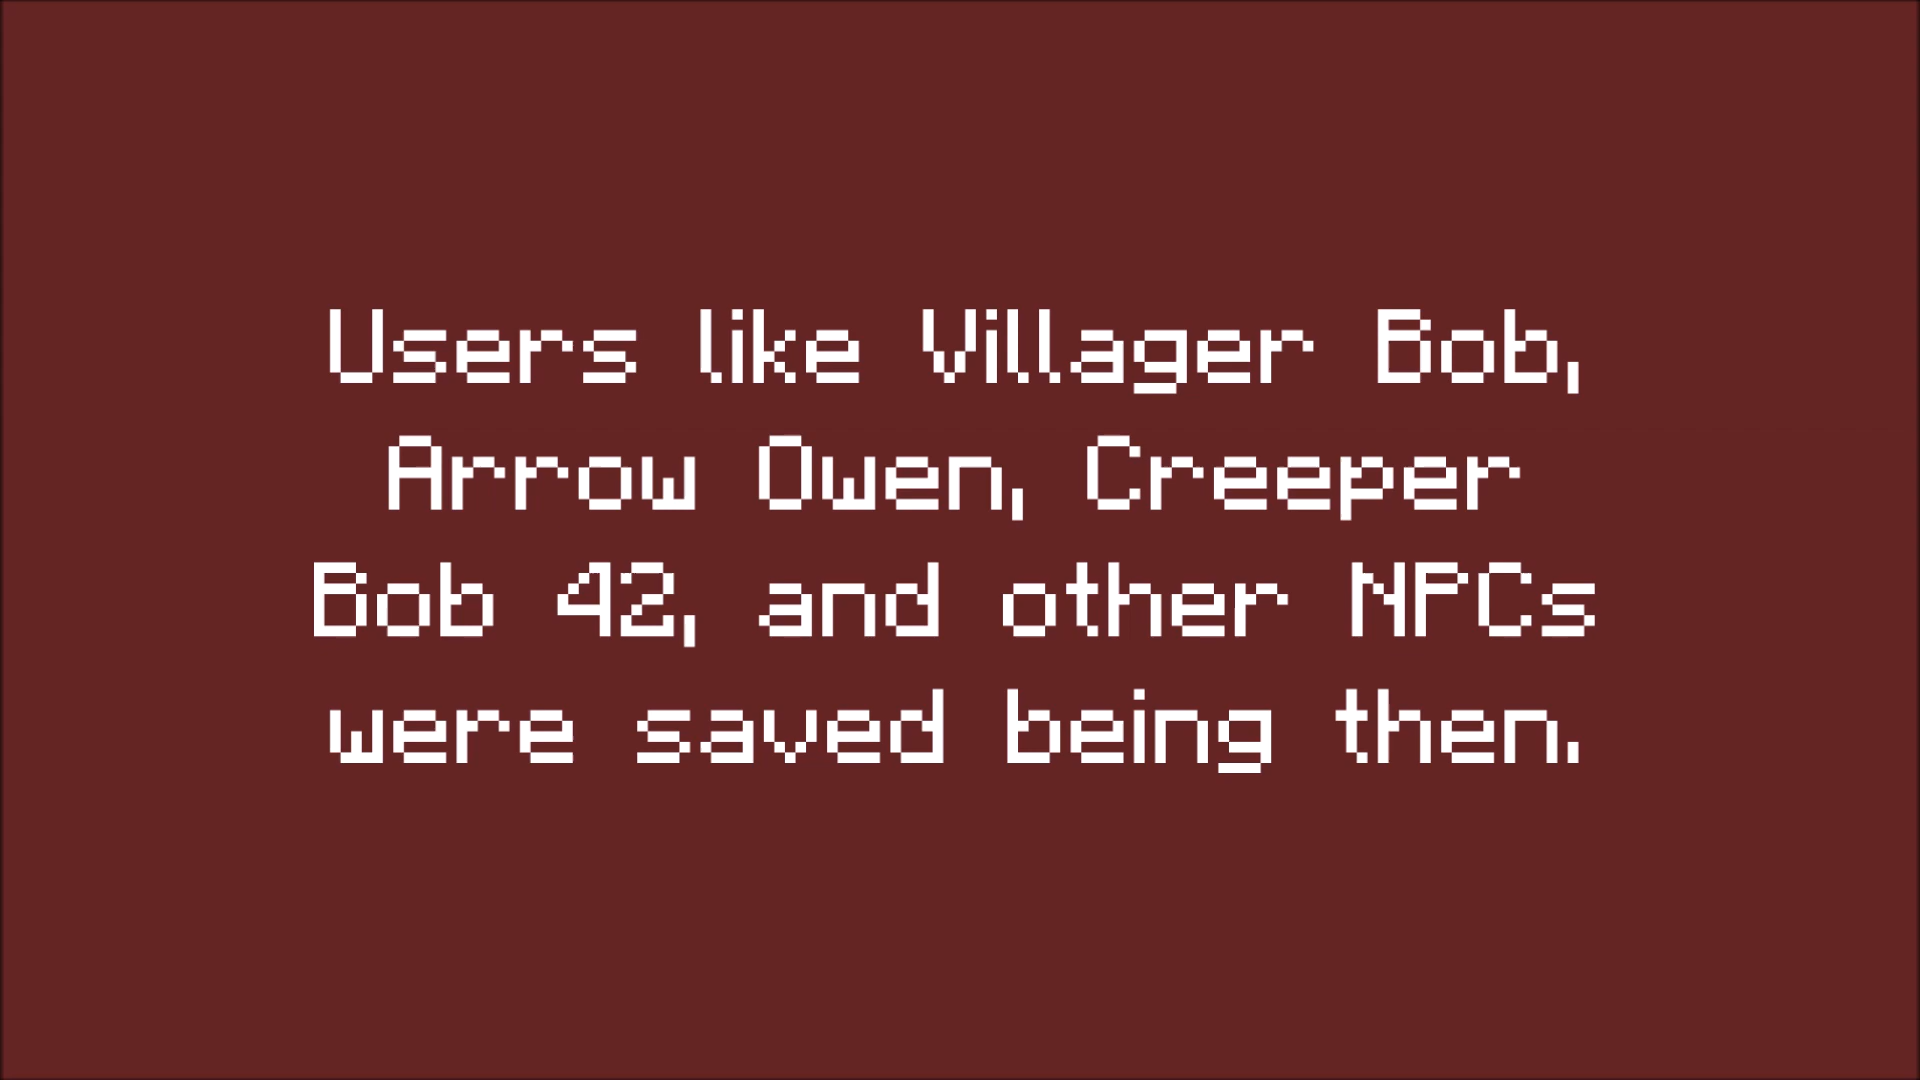 Users like Villager Bob,
Arrow Owen, Creeper
Bob 42, and other NPCs
were saved being then.